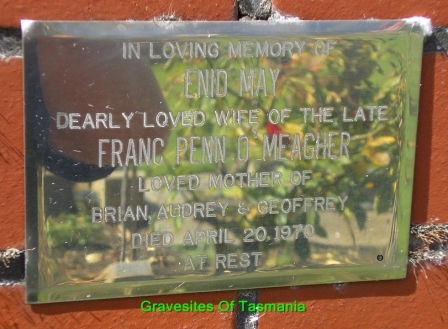 IN LOVING MEMORY OF
ENID MAY
DEARLY LOVED WIFE OF THE LATE
FRANC PENN O'MEAGHER
LOVED MOTHER OF
BRIAN, AUDREY & GEOFFREY
DIED APRIL 20, 1970
AT REST
Gravesites Of Tasmania